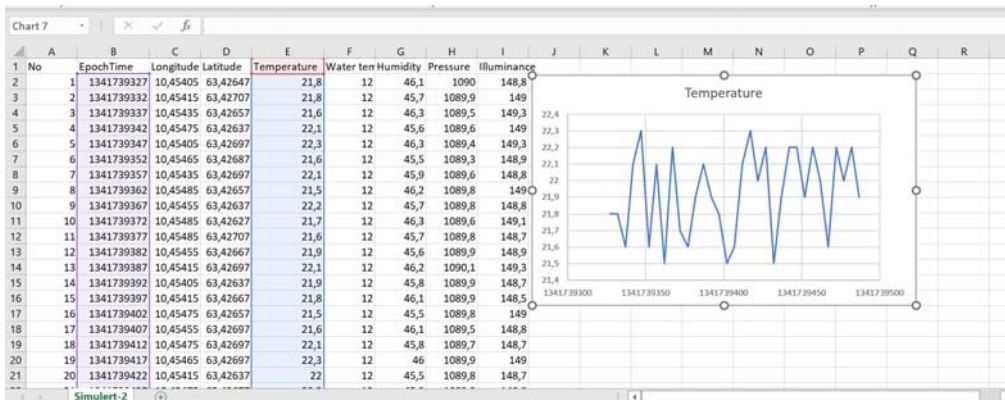 Chart 7 fx
A B C D E F G H I J K L M N O P Q R
1 No EpochTime Longitude Latitude Temperature Water ten Humidity Pressure Illuminance
2 1 1341739327 10,45405 63,42647 21,8 12 46,1 1090 148,8
3 2 1341739332 10,45415 63,42707 21,8 12 45,7 1089,9 149
4 3 1341739337 10,45435 63,42657 21,6 12 46,3 1089,5 149,3
5 4 1341739342 10,45475 63,42637 22,1 12 45,6 1089,6 149
6 5 1341739347 10,45405 63,42697 22,3 12 46,3 1089,4 149,3
7 6 1341739352 10,45465 63,42687 21,6 12 45,5 1089,3 148,9
8 7 1341739357 10,45435 63,42697 22,1 12 45,9 1089,6 148,8
9 8 1341739362 10,45485 63,42657 21,5 12 46,2 1089,8 149
10 9 1341739367 10,45455 63,42637 22,2 12 45,7 1089,8 148,8
11 10 1341739372 10,45485 63,42627 21,7 12 46,3 1089,6 149,1
12 11 1341739377 10,45485 63,42707 21,6 12 45,7 1089,8 148,7
13 12 1341739382 10,45455 63,42667 21,9 12 45,6 1089,9 148,9
14 13 1341739387 10,45415 63,42697 22,1 12 46,2 1090,1 149,3
15 14 1341739392 10,45405 63,42637 21,9 12 45,8 1089,9 148,7
16 15 1341739397 10,45415 63,42667 21,8 12 46,1 1089,9 148,5
17 16 1341739402 10,45475 63,42657 21,5 12 45,5 1089,8 149
18 17 1341739407 10,45455 63,42697 21,6 12 46,1 1089,5 148,8
19 18 1341739412 10,45475 63,42697 22,1 12 45,8 1089,7 148,7
20 19 1341739417 10,45465 63,42697 22,3 12 46 1089,9 149
21 20 1341739422 10,45415 63,42637 22 12 45,5 1089,8 148,7
Temperature
22,4
22,3
22,2
22,1
22
21,9
21,8
21,7
21,6
21,5
21,4
1341739300 1341739350 1341739400 1341739450 1341739500
Simulert-2